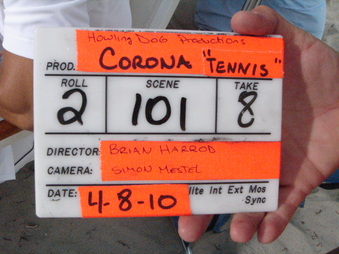 Howling Dog Productions
PROD. CORONA "TENNIS"
ROLL SCENE TAKE
2 101 8
DIRECTOR: BRIAN HARROD
CAMERA: SIMON MESTEL
DATE: 4-8-10 Int Ext Mos
Sync